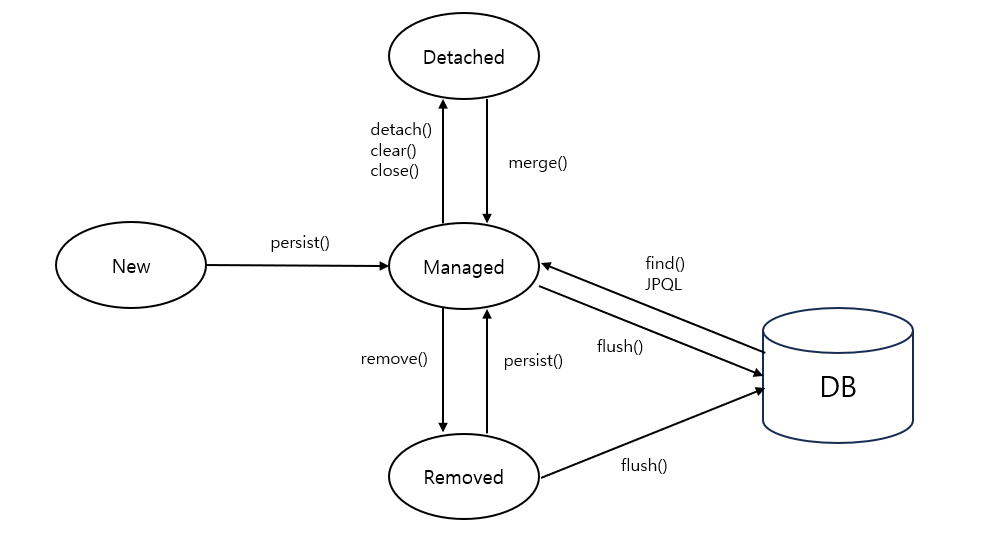 Detached
detach()
clear()
close()
merge()
New
persist()
Managed
find()
JPQL
flush()
DB
remove()
persist()
Removed
flush()